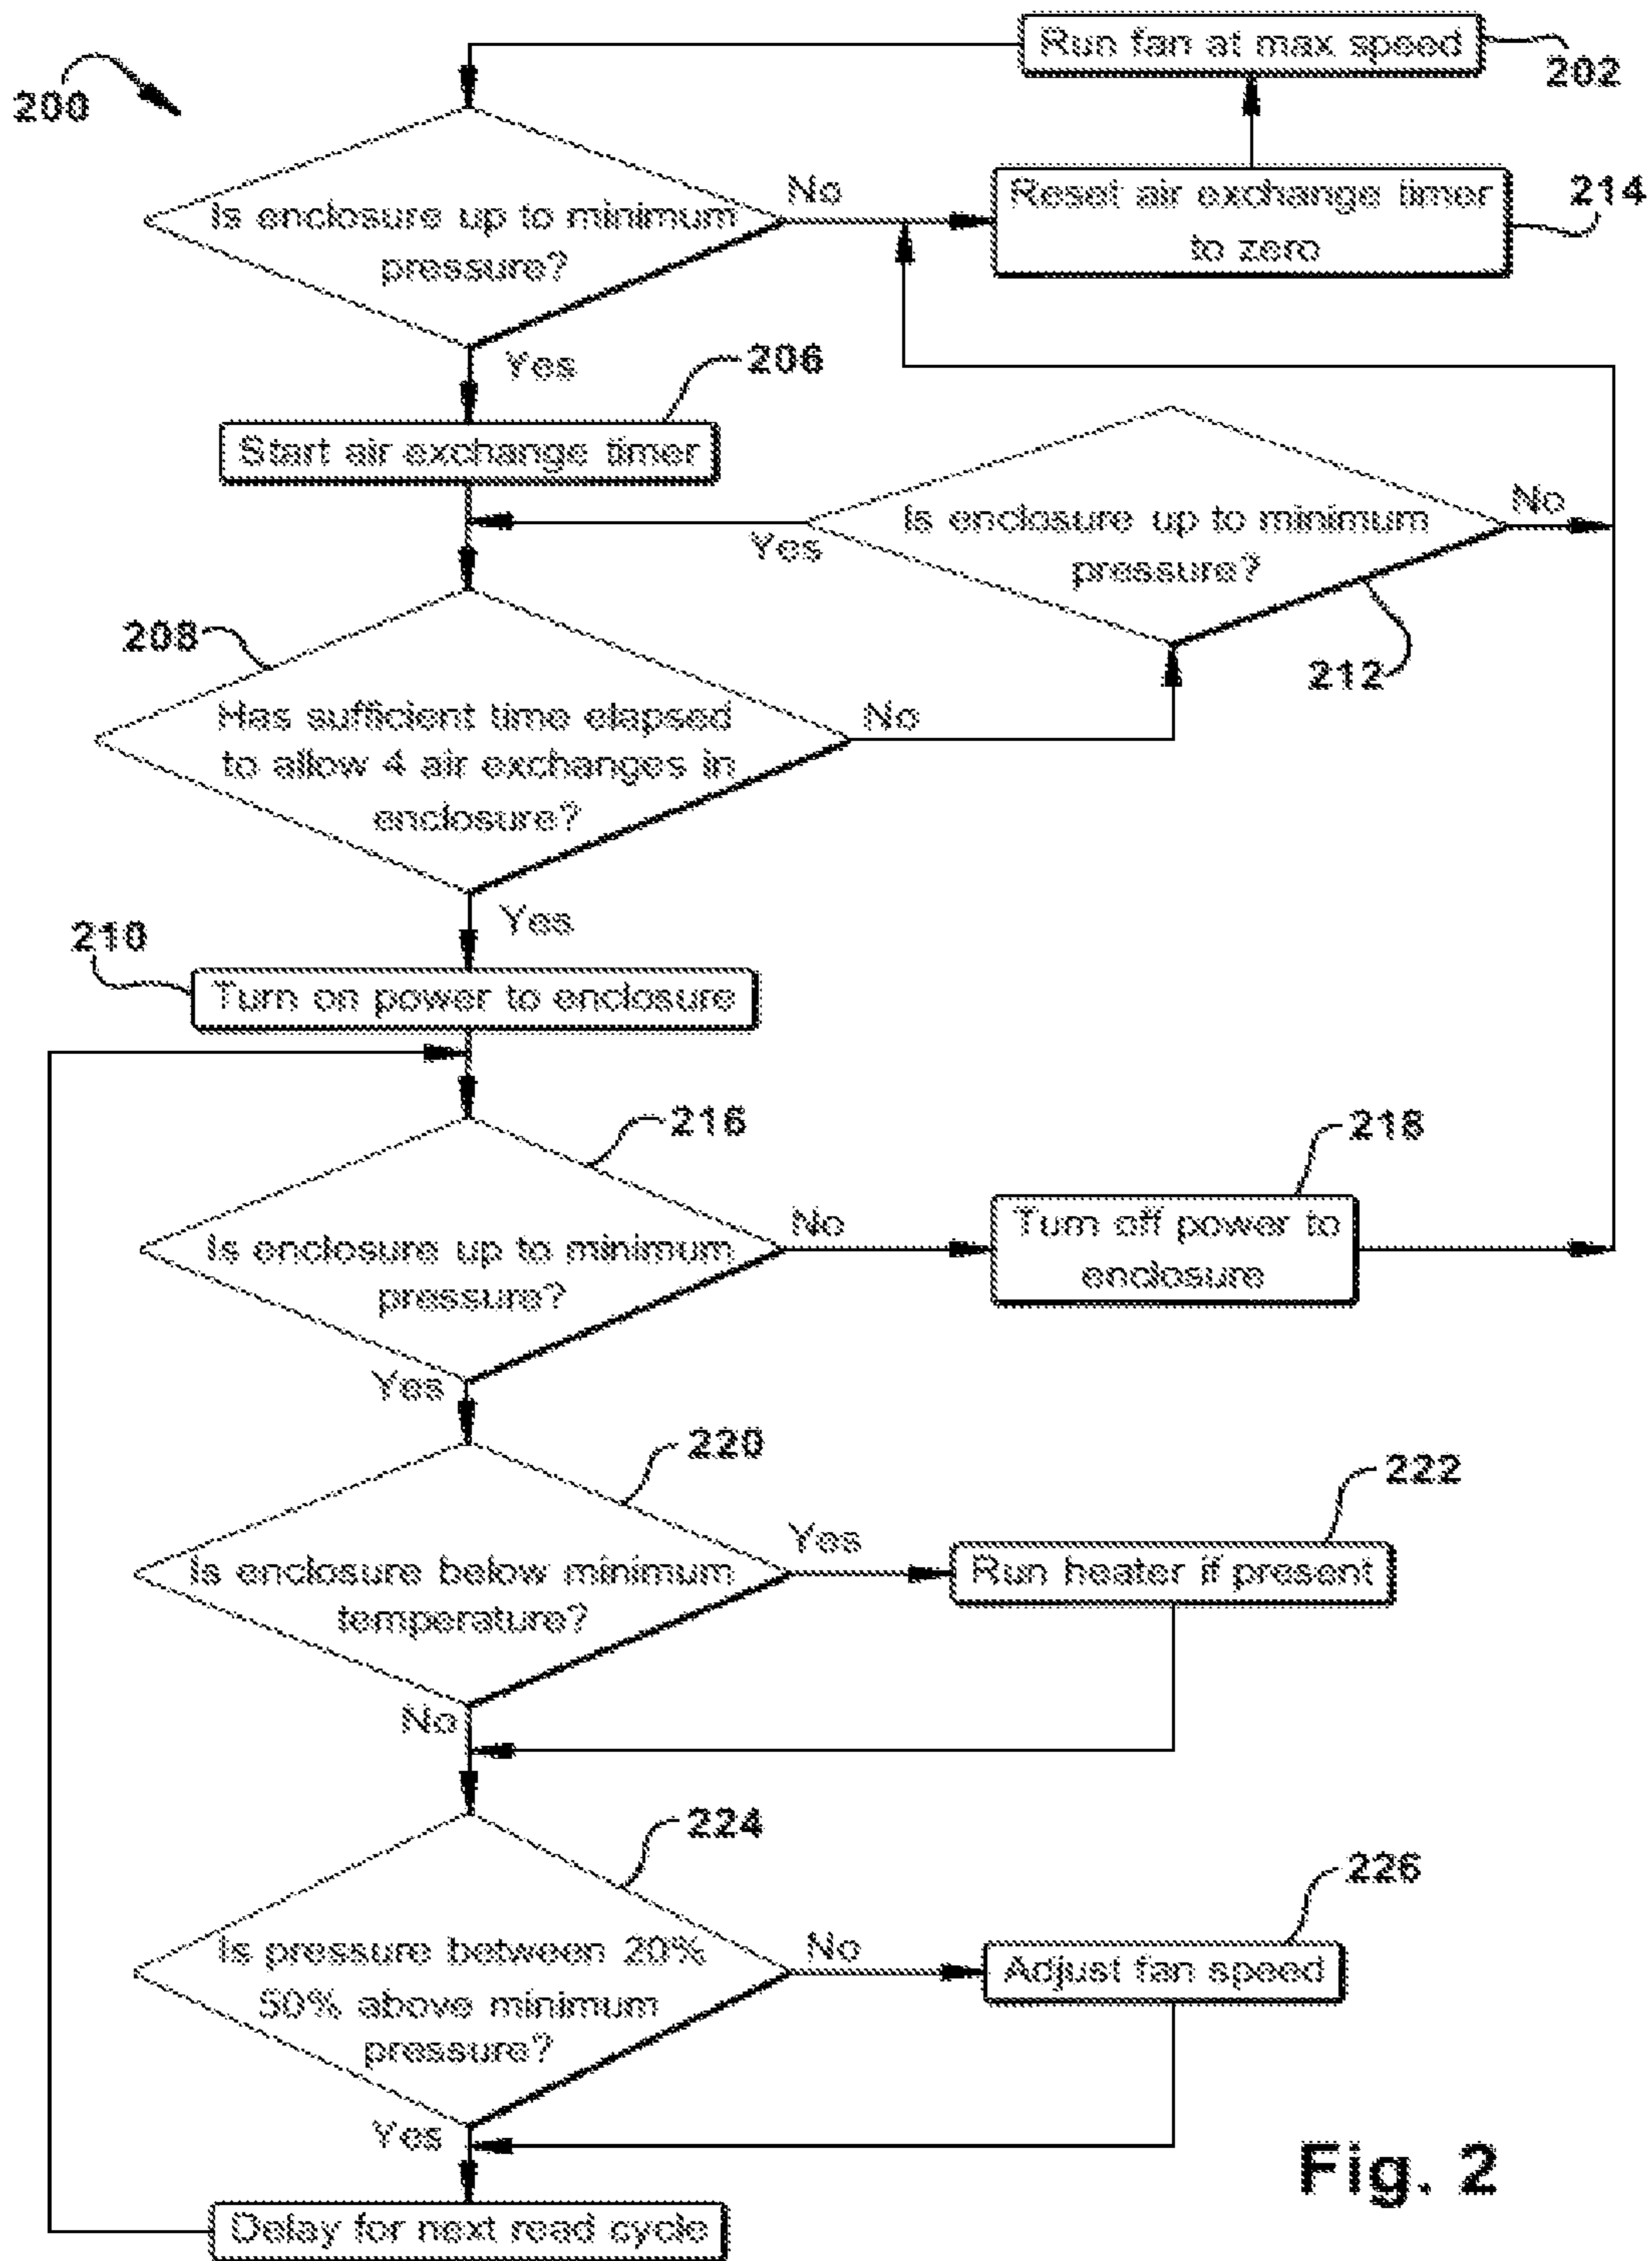 Run fan at max speed
202
200
Is enclosure up to minimum
pressure?
No
Reset air exchange timer
to zero
214
Yes
206
Start air exchange timer
Is enclosure up to minimum
pressure?
No
Yes
212
208
Has sufficient time elapsed
to allow 4 air exchanges in
enclosure?
No
Yes
210
Turn on power to enclosure
216
218
Is enclosure up to minimum
pressure?
No
Turn off power to
enclosure
Yes
220
222
Is enclosure below minimum
temperature?
Yes
Run heater if present
No
224
226
Is pressure between 20%
50% above minimum
pressure?
No
Adjust fan speed
Yes
Delay for next read cycle
Fig. 2